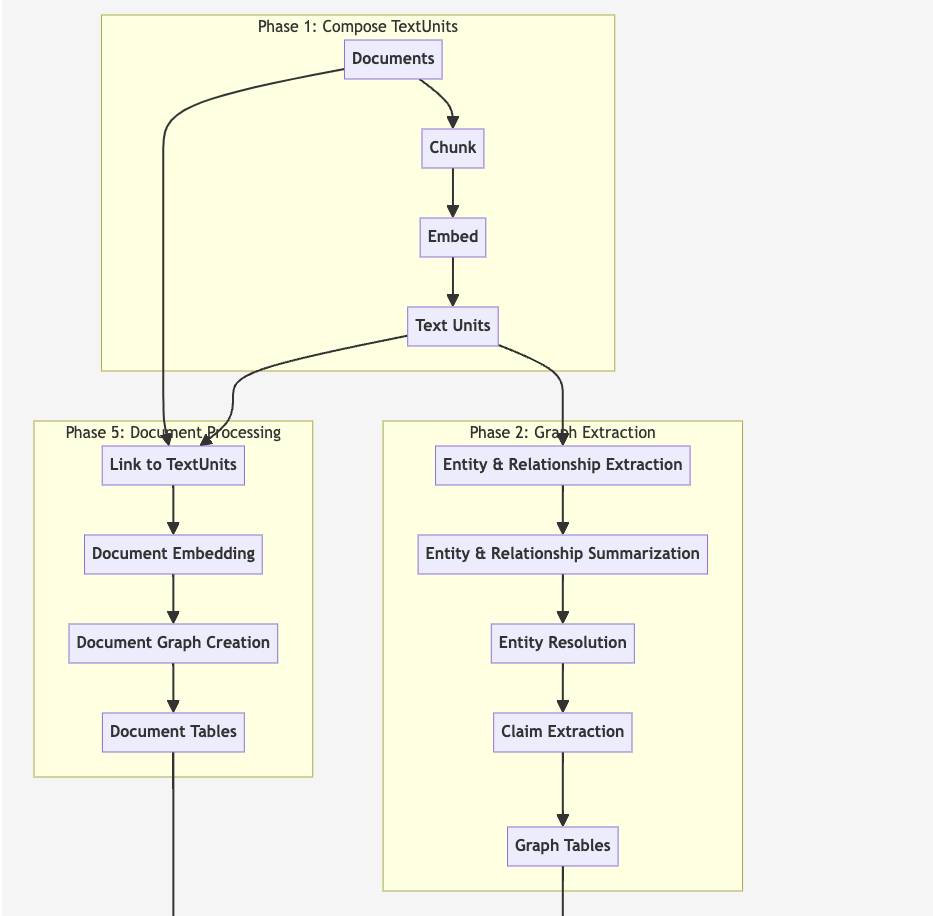 Phase 1: Compose TextUnits
Documents
Chunk
Embed
Text Units
Phase 5: Document Processing
Link to TextUnits
Document Embedding
Document Graph Creation
Document Tables
Phase 2: Graph Extraction
Entity & Relationship Extraction
Entity & Relationship Summarization
Entity Resolution
Claim Extraction
Graph Tables